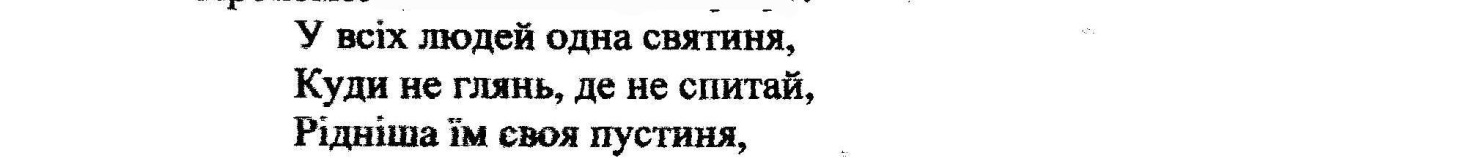 У всіх людей одна святиня,
Куди не глянь, де не спитай,
Рідніша їм своя пустиня,